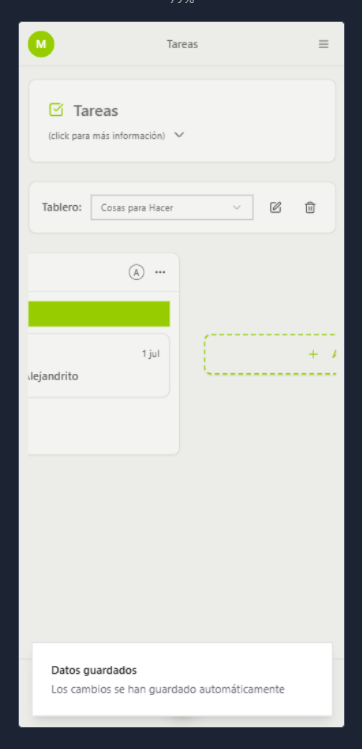 79%
M
Tareas
Tareas
(click para más información)
Tablero:
Cosas para Hacer
A
1 jul
lejandrito
+
Datos guardados
Los cambios se han guardado automáticamente